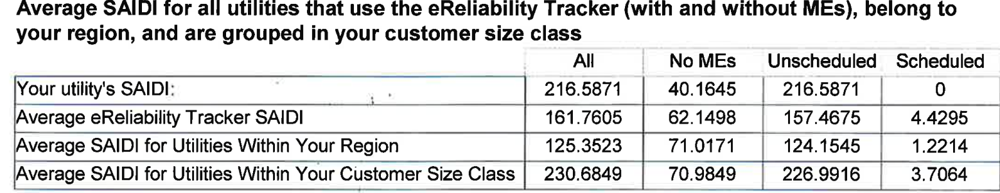 Average SAIDI for all utilities that use the eReliability Tracker (with and without MEs), belong to
your region, and are grouped in your customer size class
All No MEs Unscheduled Scheduled
Your utility's SAIDI: 216.5871 40.1645 216.5871 0
Average eReliability Tracker SAIDI 161.7605 62.1498 157.4675 4.4295
Average SAIDI for Utilities Within Your Region 125.3523 71.0171 124.1545 1.2214
Average SAIDI for Utilities Within Your Customer Size Class 230.6849 70.9849 226.9916 3.7064